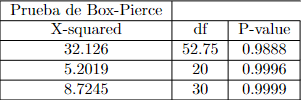 Prueba de Box-Pierce
X-squared df P-value
32.126 52.75 0.9888
5.2019 20 0.9996
8.7245 30 0.9999